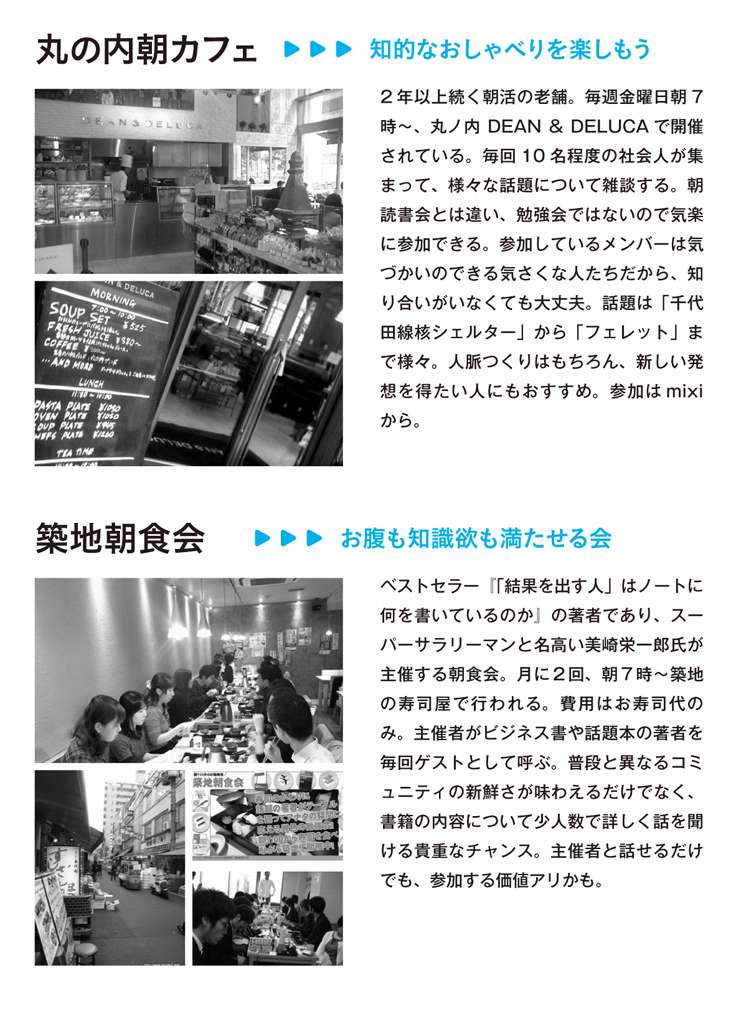 丸の内朝カフェ ▶▶▶ 知的なおしゃべりを楽しもう
DEAN & DELUCA
2年以上続く朝活の老舗。毎週金曜日朝7
時〜、丸ノ内 DEAN & DELUCA で開催
されている。毎回 10 名程度の社会人が集
まって、様々な話題について雑談する。朝
読書会とは違い、勉強会ではないので気楽
に参加できる。参加しているメンバーは気
づかいのできる気さくな人たちだから、知
り合いがいなくても大丈夫。話題は「千代
田線核シェルター」から「フェレット」ま
で様々。人脈つくりはもちろん、新しい発
想を得たい人にもおすすめ。参加は mixi
から。
& DELUCA
MORNING
7:00~10:00
SOUP SET ¥525
FRESH JUICE ¥380~
COFFEE
...AND MORE
LUNCH
PASTA PLATE ¥1050
OVEN PLATE ¥1050
PLATE
PLATE ¥1260
TEA TIME
築地朝食会 ▶▶▶ お腹も知識欲も満たせる会
ベストセラー『「結果を出す人」はノートに
何を書いているのか』の著者であり、スー
パーサラリーマンと名高い美崎栄一郎氏が
主催する朝食会。月に2回、朝7時〜築地
の寿司屋で行われる。費用はお寿司代の
み。主催者がビジネス書や話題本の著者を
毎回ゲストとして呼ぶ。普段と異なるコミ
ュニティの新鮮さが味わえるだけでなく、
書籍の内容について少人数で詳しく話を聞
ける貴重なチャンス。主催者と話せるだけ
でも、参加する価値アリかも。
築地朝食会